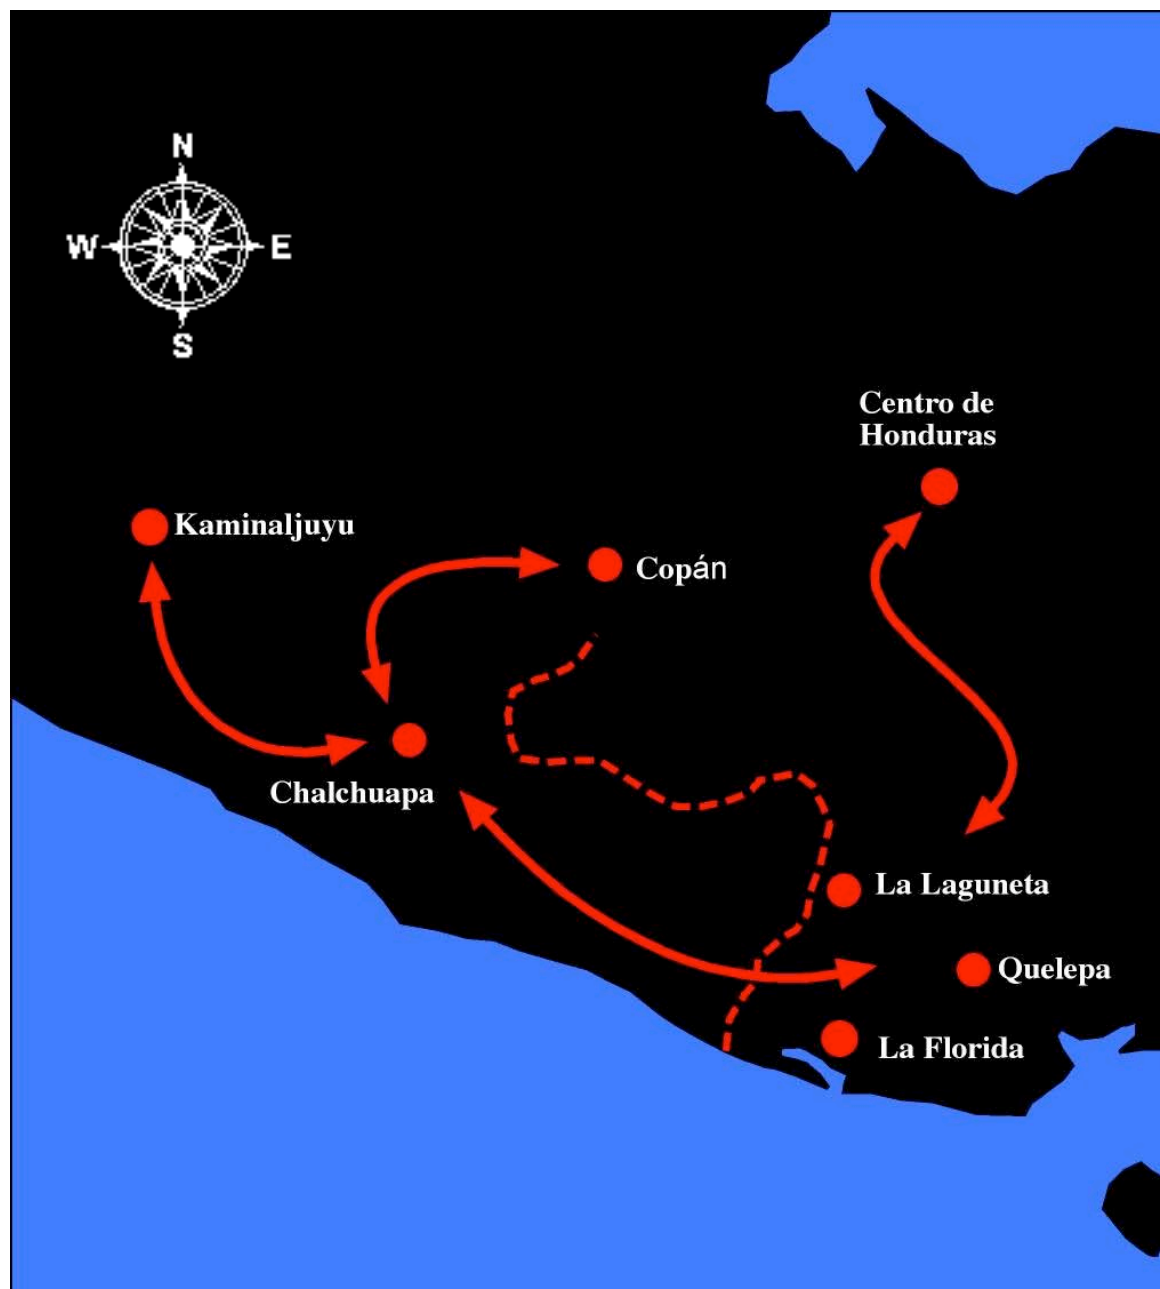 N
W E
S
Centro de
Honduras
Kaminaljuyu
Copán
Chalchuapa
La Laguneta
Quelepa
La Florida